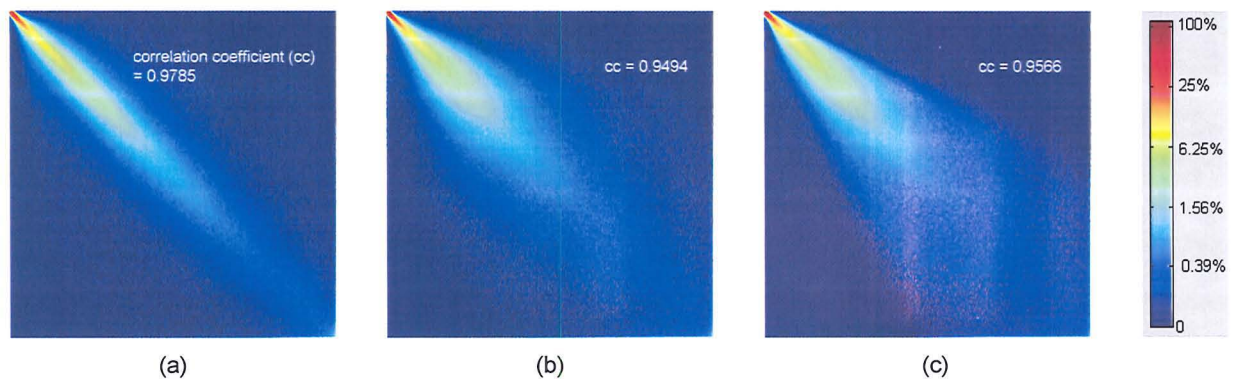 correlation coefficient (cc)
= 0.9785
cc = 0.9494
cc = 0.9566
100%
25%
6.25%
1.56%
0.39%
0
(a)
(b)
(c)